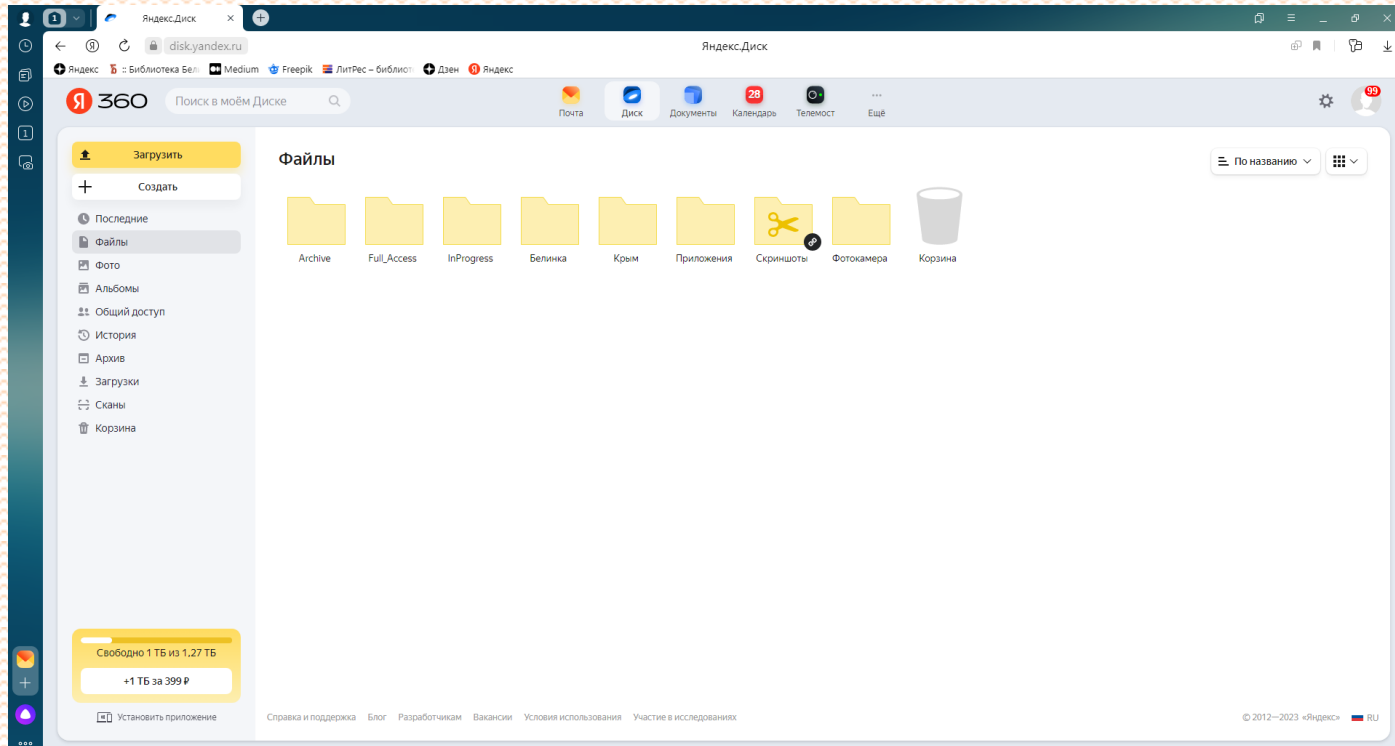 1 Яндекс.Диск
disk.yandex.ru Яндекс.Диск
Яндекс Б :: Библиотека Бел Medium Freepik ЛитРес – библиот Дзен Я Яндекс
Я 360 Поиск в моём Диске
Почта Диск Документы 28 Календарь Телемост Ещё 99
1
Загрузить
Создать
Последние
Файлы
Фото
Альбомы
Общий доступ
История
Архив
Загрузки
Сканы
Корзина
Свободно 1 ТБ из 1,27 ТБ
+1 ТБ за 399 ₽
Установить приложение
Файлы
По названию
Archive Full_Access InProgress Белинка Крым Приложения Скриншоты Фотокамера Корзина
Справка и поддержка Блог Разработчикам Вакансии Условия использования Участие в исследованиях
© 2012—2023 «Яндекс» RU